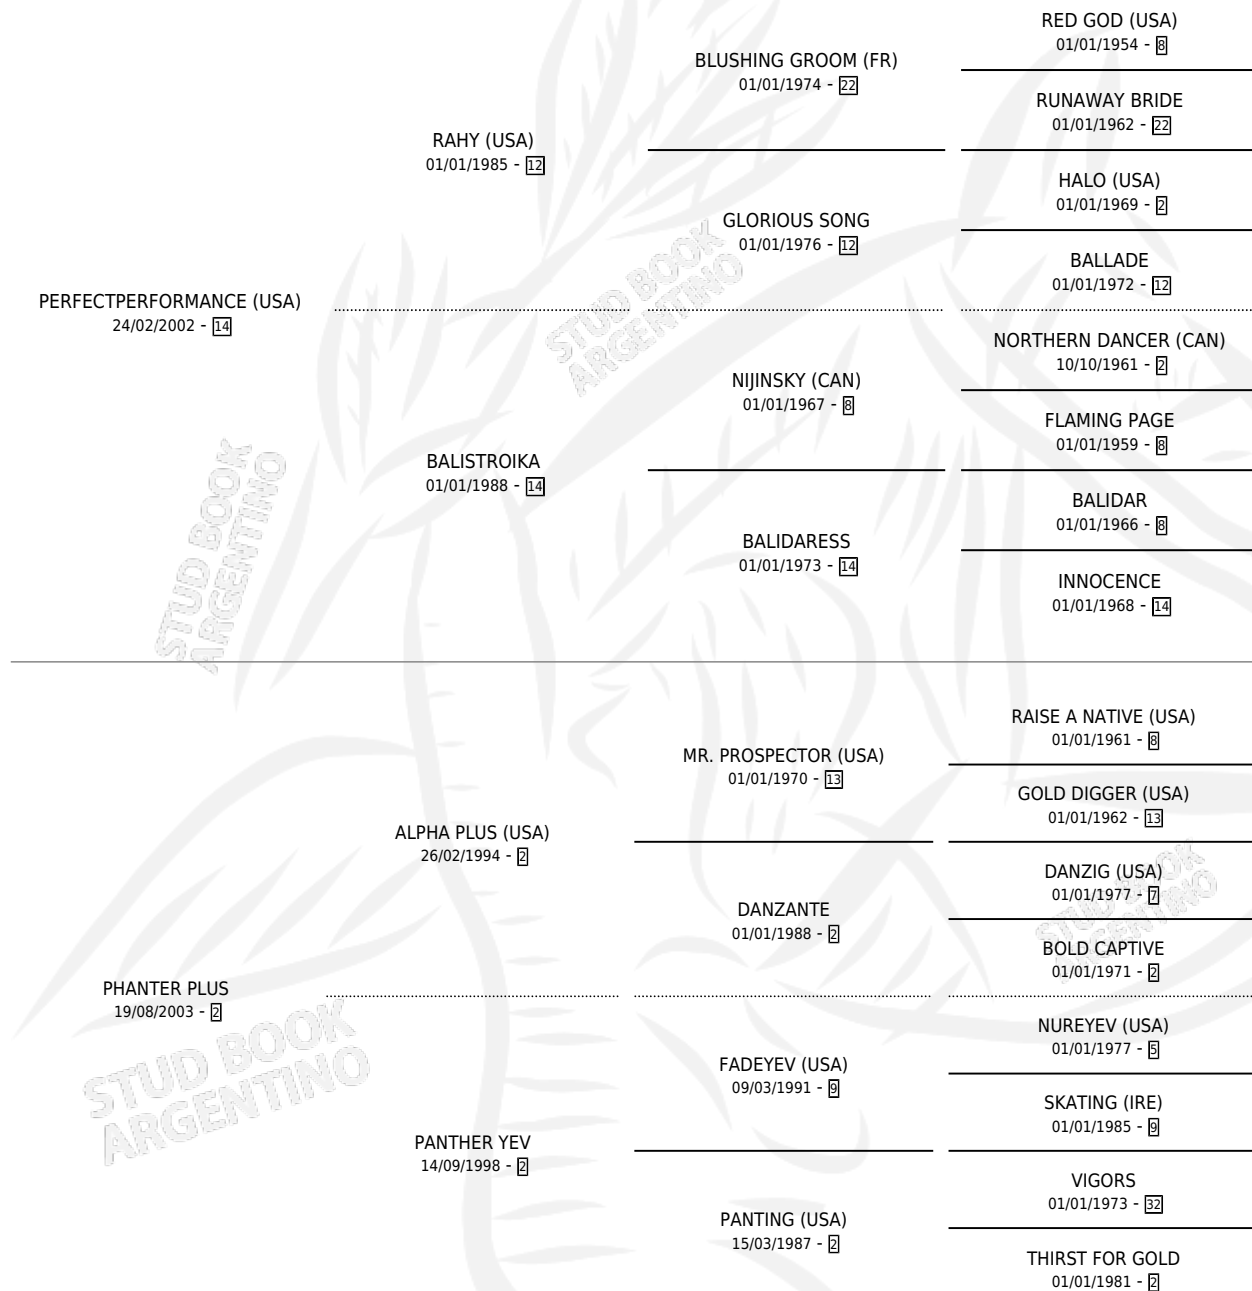 RED GOD (USA)
01/01/1954 - 8
BLUSHING GROOM (FR)
01/01/1974 - 22
RUNAWAY BRIDE
01/01/1962 - 22
RAHY (USA)
01/01/1985 - 12
HALO (USA)
01/01/1969 - 2
GLORIOUS SONG
01/01/1976 - 12
BALLADE
01/01/1972 - 12
PERFECTPERFORMANCE (USA)
24/02/2002 - 14
NORTHERN DANCER (CAN)
10/10/1961 - 2
NIJINSKY (CAN)
01/01/1967 - 8
FLAMING PAGE
01/01/1959 - 8
BALISTROIKA
01/01/1988 - 14
BALIDAR
01/01/1966 - 8
BALIDARESS
01/01/1973 - 14
INNOCENCE
01/01/1968 - 14
STUD BOOK
ARGENTINO
STUD BOOK
ARGENTINO
RAISE A NATIVE (USA)
01/01/1961 - 8
MR. PROSPECTOR (USA)
01/01/1970 - 13
GOLD DIGGER (USA)
01/01/1962 - 13
ALPHA PLUS (USA)
26/02/1994 - 2
DANZIG (USA)
01/01/1977 - 7
DANZANTE
01/01/1988 - 2
BOLD CAPTIVE
01/01/1971 - 2
PHANTER PLUS
19/08/2003 - 2
NUREYEV (USA)
01/01/1977 - 5
FADEYEV (USA)
09/03/1991 - 9
SKATING (IRE)
01/01/1985 - 9
PANTHER YEV
14/09/1998 - 2
VIGORS
01/01/1973 - 32
PANTING (USA)
15/03/1987 - 2
THIRST FOR GOLD
01/01/1981 - 2
STUD BOOK
ARGENTINO
STUD BOOK
ARGENTINO